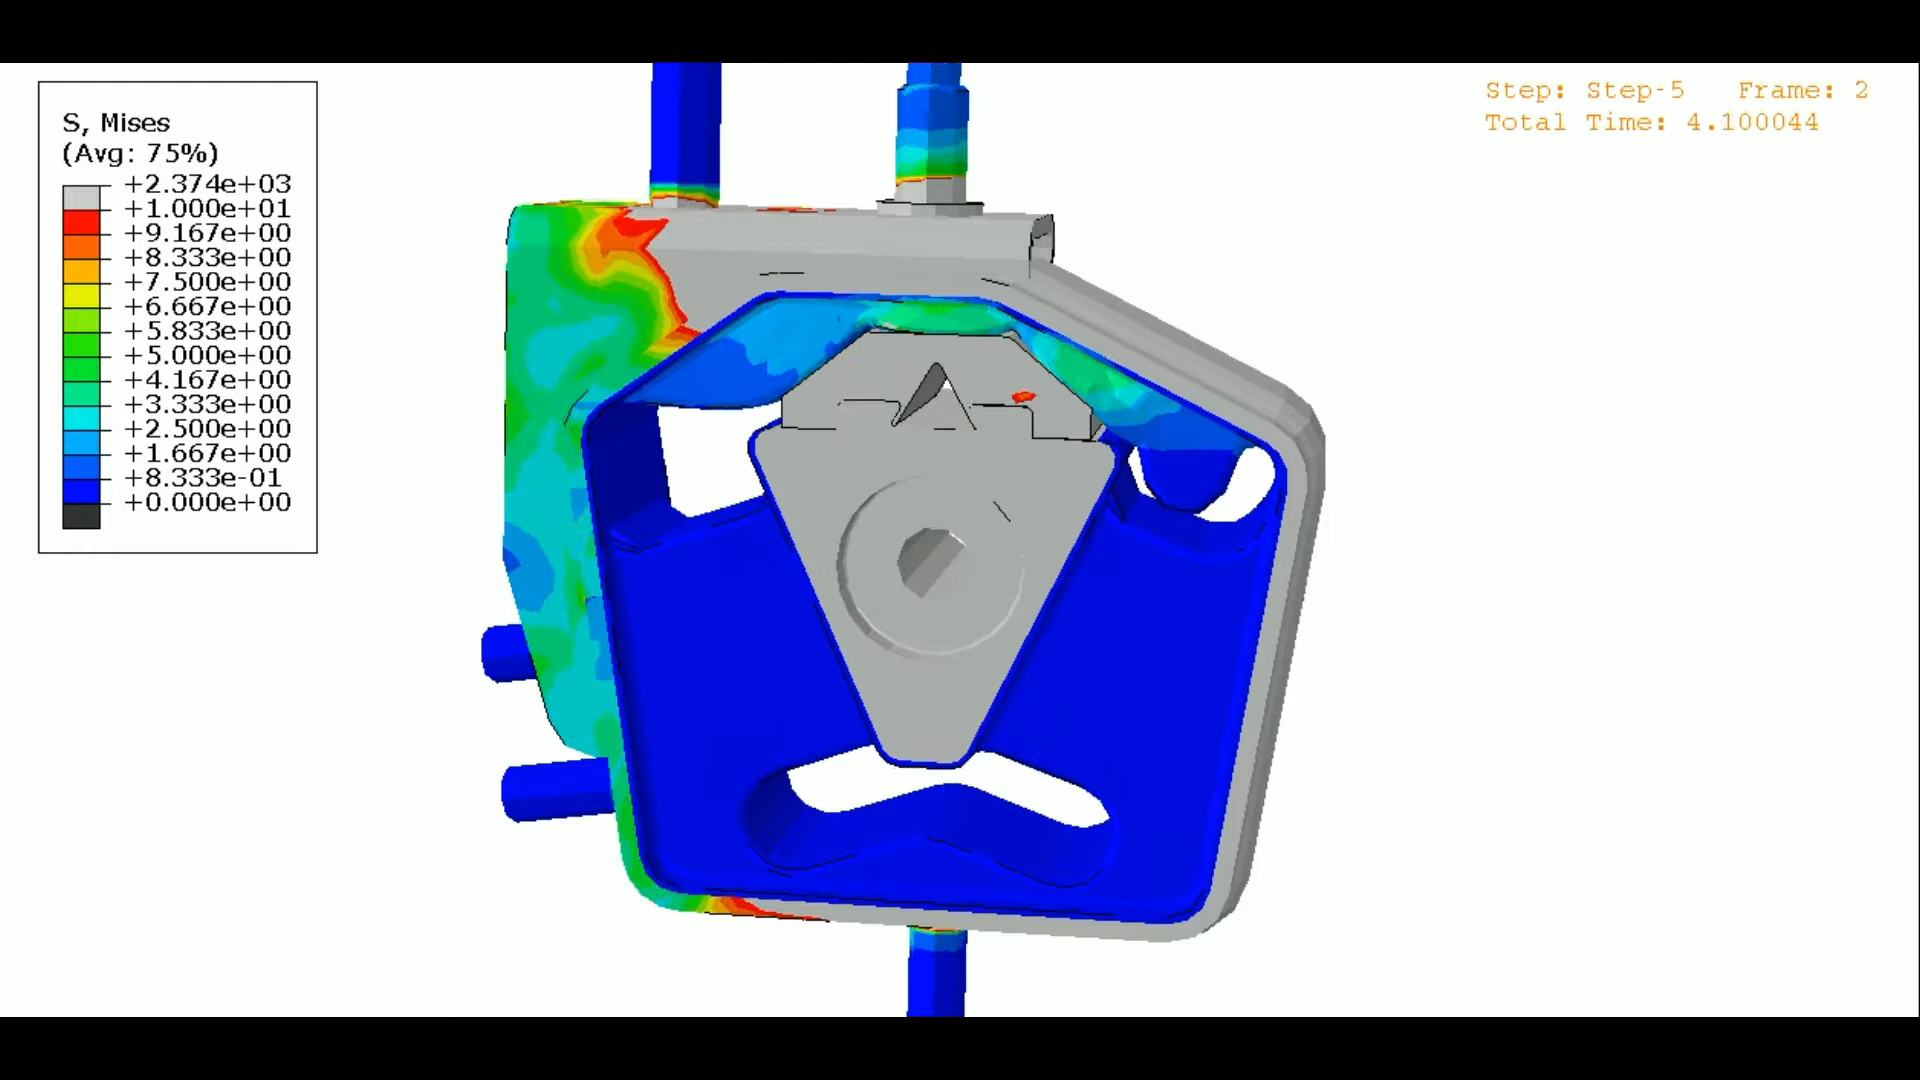 S, Mises
(Avg: 75%)
+2.374e+03
+1.000e+01
+9.167e+00
+8.333e+00
+7.500e+00
+6.667e+00
+5.833e+00
+5.000e+00
+4.167e+00
+3.333e+00
+2.500e+00
+1.667e+00
+8.333e-01
+0.000e+00
Step: Step-5 Frame: 2
Total Time: 4.100044